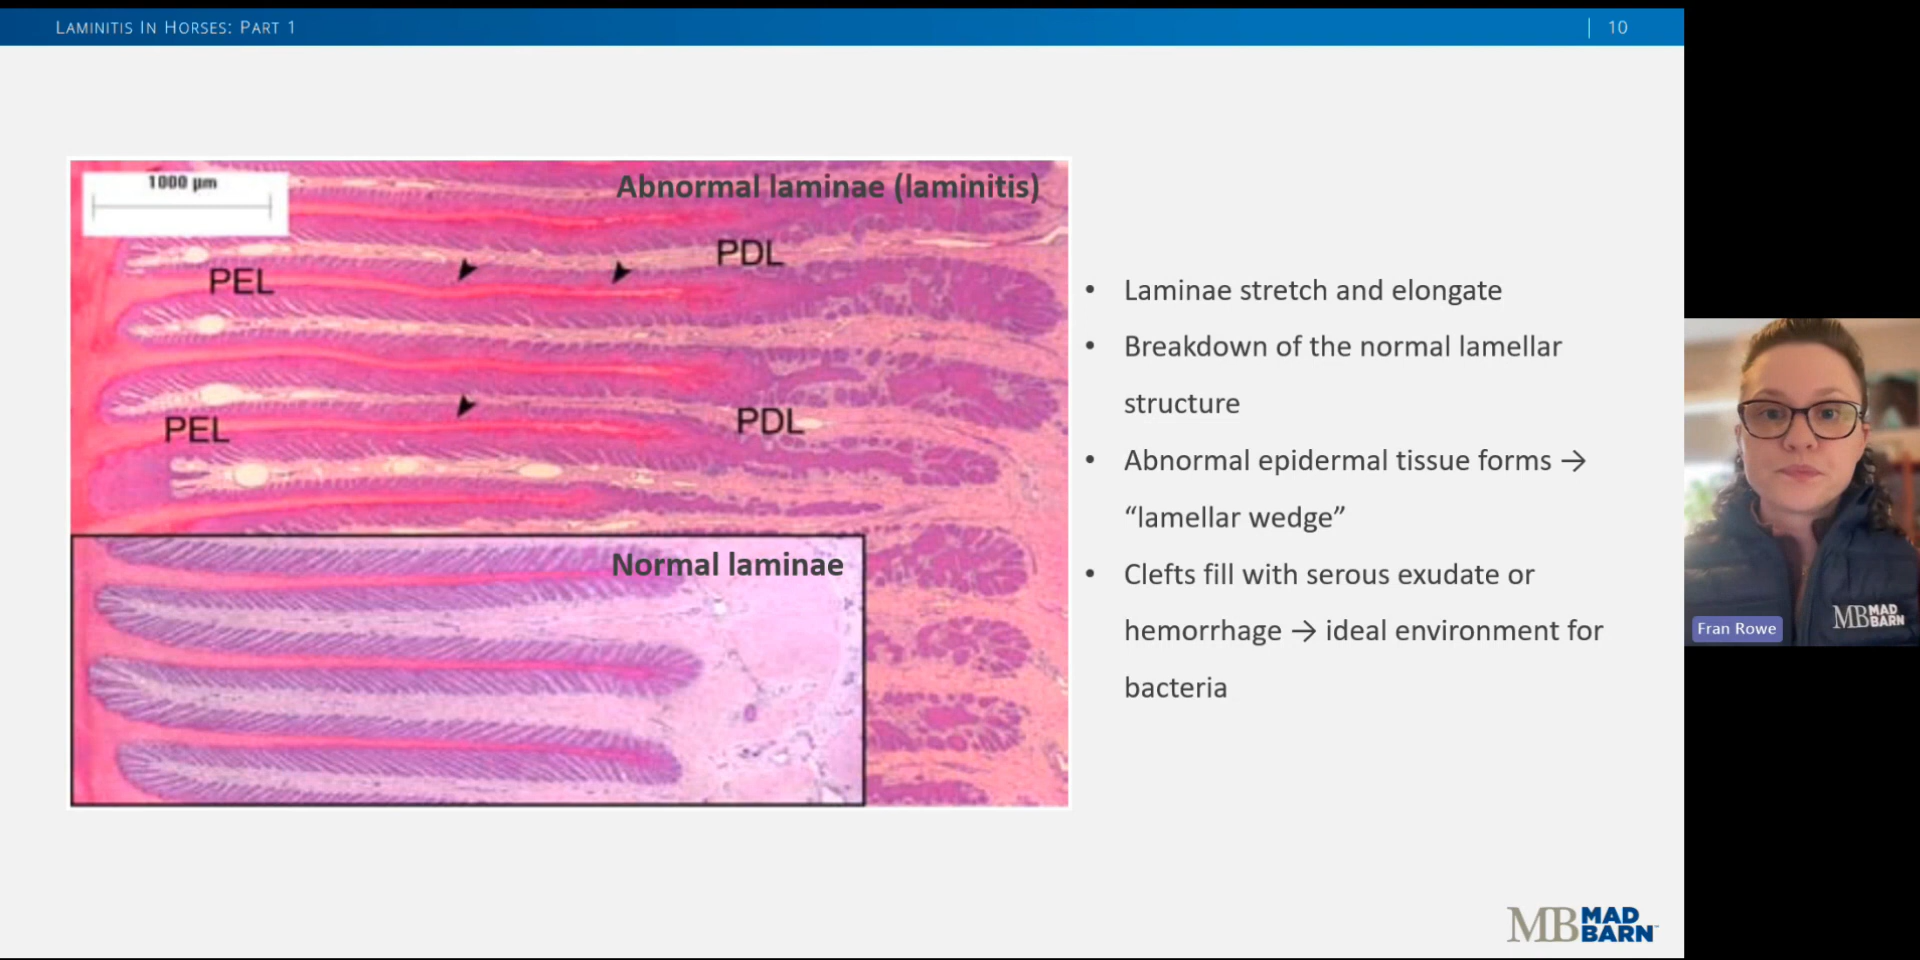 LAMINITIS IN HORSES: PART 1
10
1000 µm
Abnormal laminae (laminitis)
PDL
PEL
PDL
PEL
Normal laminae
• Laminae stretch and elongate
• Breakdown of the normal lamellar
structure
• Abnormal epidermal tissue forms →
“lamellar wedge”
• Clefts fill with serous exudate or
hemorrhage → ideal environment for
bacteria
MB MAD
BARN
Fran Rowe
MB MAD
BARN